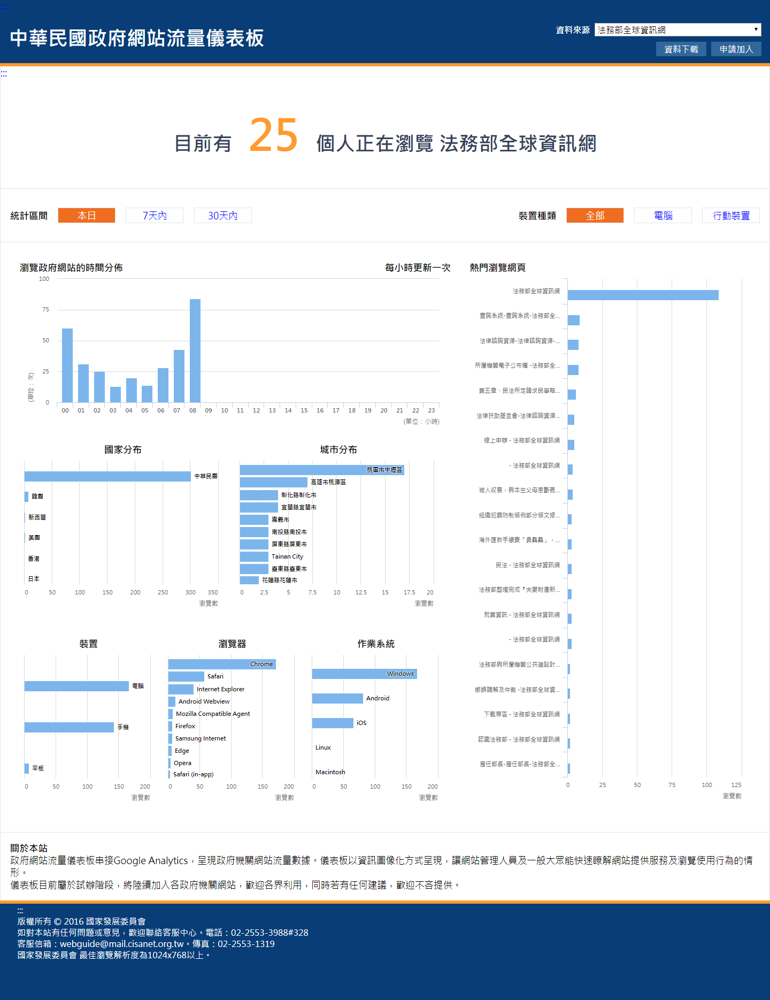 :::
中華民國政府網站流量儀表板
資料來源 法務部全球資訊網
資料下載 申請加入
:::
目前有 25 個人正在瀏覽 法務部全球資訊網
統計區間 本日 7天內 30天內
裝置種類 全部 電腦 行動裝置
瀏覽政府網站的時間分佈 每小時更新一次
100
75
50
25
0
(單位：次)
00 01 02 03 04 05 06 07 08 09 10 11 12 13 14 15 16 17 18 19 20 21 22 23
(單位：小時)
國家分布
中華民國
韓國
新西蘭
美國
香港
日本
0 50 100 150 200 250 300 350
瀏覽數
城市分布
桃園市中壢區
高雄市桃源區
彰化縣彰化市
宜蘭縣宜蘭市
嘉義市
南投縣南投市
屏東縣屏東市
Tainan City
臺東縣臺東市
花蓮縣花蓮市
0 2.5 5 7.5 10 12.5 15 17.5 20
瀏覽數
裝置
電腦
手機
平板
0 50 100 150 200
瀏覽數
瀏覽器
Chrome
Safari
Internet Explorer
Android Webview
Mozilla Compatible Agent
Firefox
Samsung Internet
Edge
Opera
Safari (in-app)
0 50 100 150 200
瀏覽數
作業系統
Windows
Android
iOS
Linux
Macintosh
0 50 100 150 200
瀏覽數
熱門瀏覽網頁
法務部全球資訊網
查詢系統-查詢系統-法務部全...
法律諮詢資源-法律諮詢資源-...
所屬機關電子公布欄 -法務部全...
第五章、民法所定請求民事賠...
法律扶助基金會-法律諮詢資源...
線上申辦 - 法務部全球資訊網
- 法務部全球資訊網
被人收養，與本生父母恩斷義...
組織犯罪防制條例部分條文修...
海外匯款手續費「貴驫驫」，...
民法 - 法務部全球資訊網
法務部整理完成『夫妻財產新...
就業資訊 - 法務部全球資訊網
- 法務部全球資訊網
法務部與所屬機關公共建設計...
鄉鎮調解及仲裁 -法務部全球資...
下載專區 - 法務部全球資訊網
認識法務部 - 法務部全球資訊網
歷任部長-歷任部長-法務部全...
0 25 50 75 100 125
瀏覽數
關於本站
政府網站流量儀表板串接Google Analytics，呈現政府機關網站流量數據。儀表板以資訊圖像化方式呈現，讓網站管理人員及一般大眾能快速瞭解網站提供服務及瀏覽使用行為的情
形。
儀表板目前屬於試辦階段，將陸續加入各政府機關網站，歡迎各界利用，同時若有任何建議，歡迎不吝提供。
:::
版權所有 © 2016 國家發展委員會
如對本站有任何問題或意見，歡迎聯絡客服中心。電話：02-2553-3988#328
客服信箱：webguide@mail.cisanet.org.tw。傳真：02-2553-1319
國家發展委員會 最佳瀏覽解析度為1024x768以上。